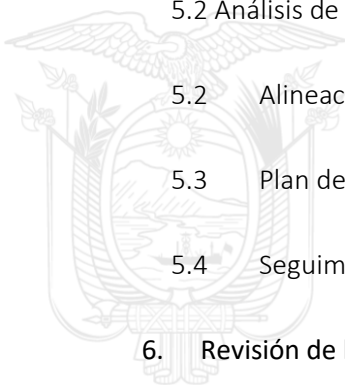 5.2 Análisis de
5.2 Alineac
5.3 Plan de
5.4 Seguim
6. Revisión de